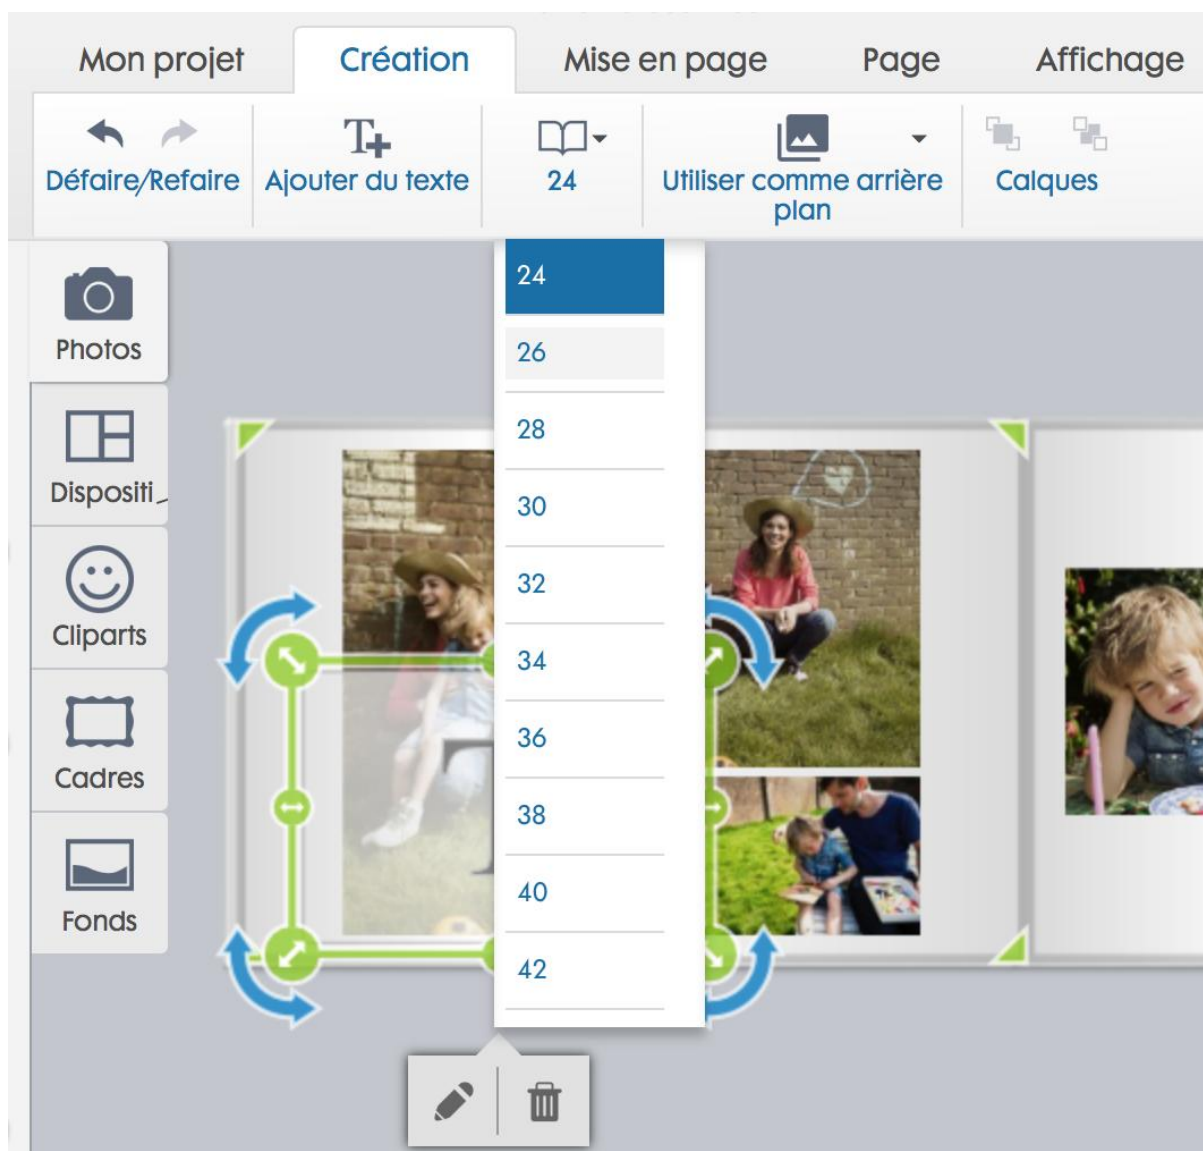 Mon projet
Création
Mise en page
Page
Affichage
Défaire/Refaire
Ajouter du texte
24
Utiliser comme arrière
plan
Calques
24
26
28
30
32
34
36
38
40
42
Photos
Dispositi
Cliparts
Cadres
Fonds